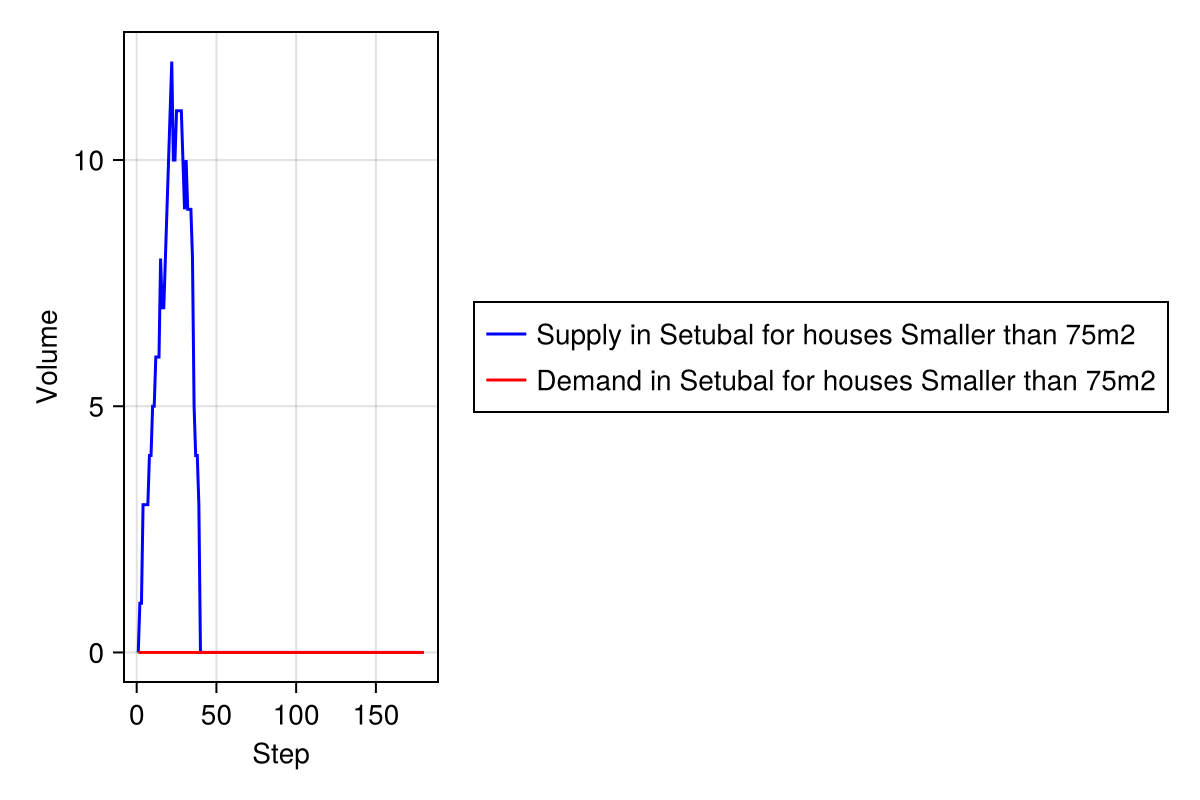 Volume
10
5
0
0 50 100 150
Step
Supply in Setubal for houses Smaller than 75m2
Demand in Setubal for houses Smaller than 75m2